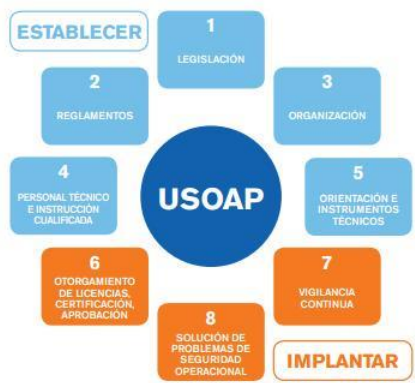 ESTABLECER
1
LEGISLACIÓN
2
REGLAMENTOS
3
ORGANIZACIÓN
USOAP
4
PERSONAL TÉCNICO
E INSTRUCCIÓN
CUALIFICADA
5
ORIENTACIÓN E
INSTRUMENTOS
TÉCNICOS
6
OTORGAMIENTO
DE LICENCIAS,
CERTIFICACIÓN,
APROBACIÓN
7
VIGILANCIA
CONTINUA
8
SOLUCIÓN DE
PROBLEMAS DE
SEGURIDAD
OPERACIONAL
IMPLANTAR